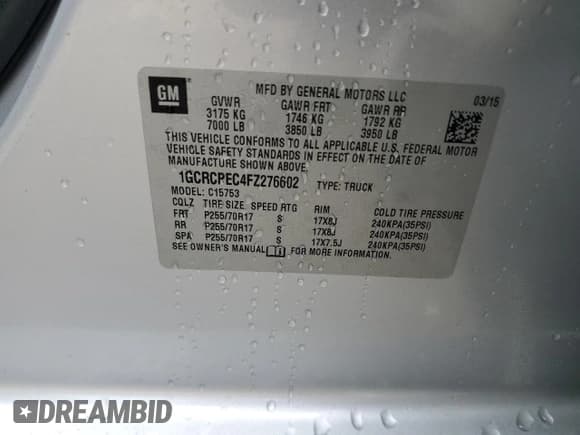 GM
MFD BY GENERAL MOTORS LLC
03/15
GVWR GAWR FRT GAWR RR
3175 KG 1746 KG 1792 KG
7000 LB 3850 LB 3950 LB
THIS VEHICLE CONFORMS TO ALL APPLICABLE U.S. FEDERAL MOTOR
VEHICLE SAFETY STANDARDS IN EFFECT ON THE DATE OF
MANUFACTURE SHOWN ABOVE.
1GCRCPEC4FZ276602 TYPE: TRUCK
MODEL: C15753
CQLZ TIRE SIZE SPEED RTG RIM COLD TIRE PRESSURE
FRT P255/70R17 S 17X8J 240KPA(35PSI)
RR P255/70R17 S 17X8J 240KPA(35PSI)
SPA P255/70R17 S 17X7.5J 240KPA(35PSI)
SEE OWNER'S MANUAL FOR MORE INFORMATION.
DREAMBID
dreambid.com